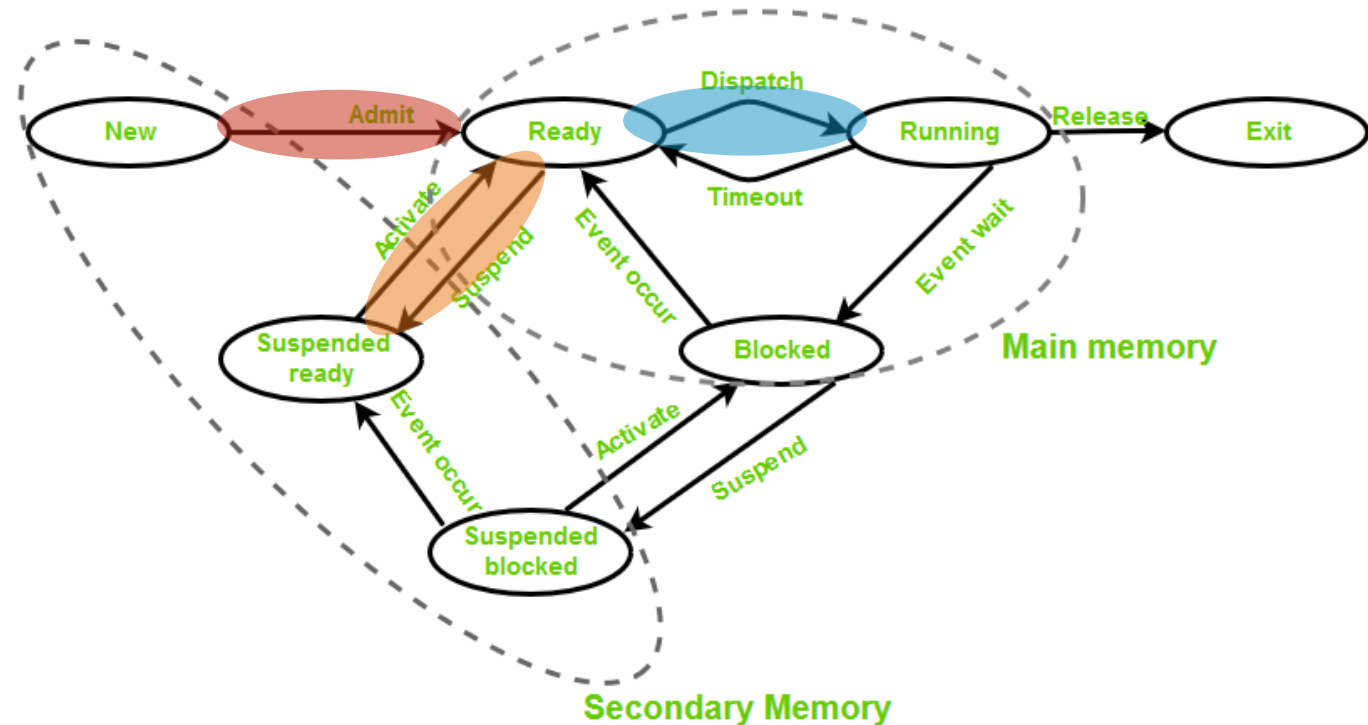 Dispatch
Admit
Release
New
Ready
Running
Exit
Timeout
Activate
Suspend
Event occur
Event wait
Suspended
ready
Blocked
Main memory
Event occur
Activate
Suspend
Suspended
blocked
Secondary Memory